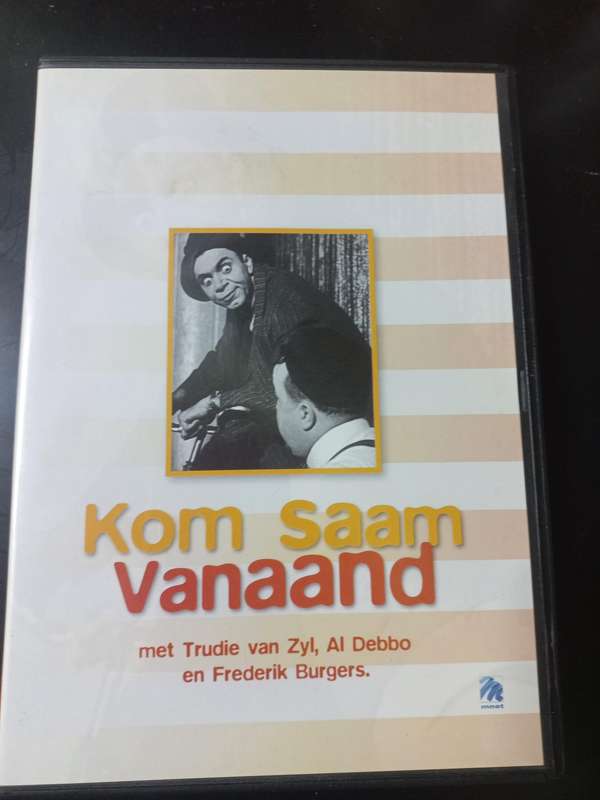 Kom Saam
Vanaand
met Trudie van Zyl, Al Debbo
en Frederik Burgers.
mnet